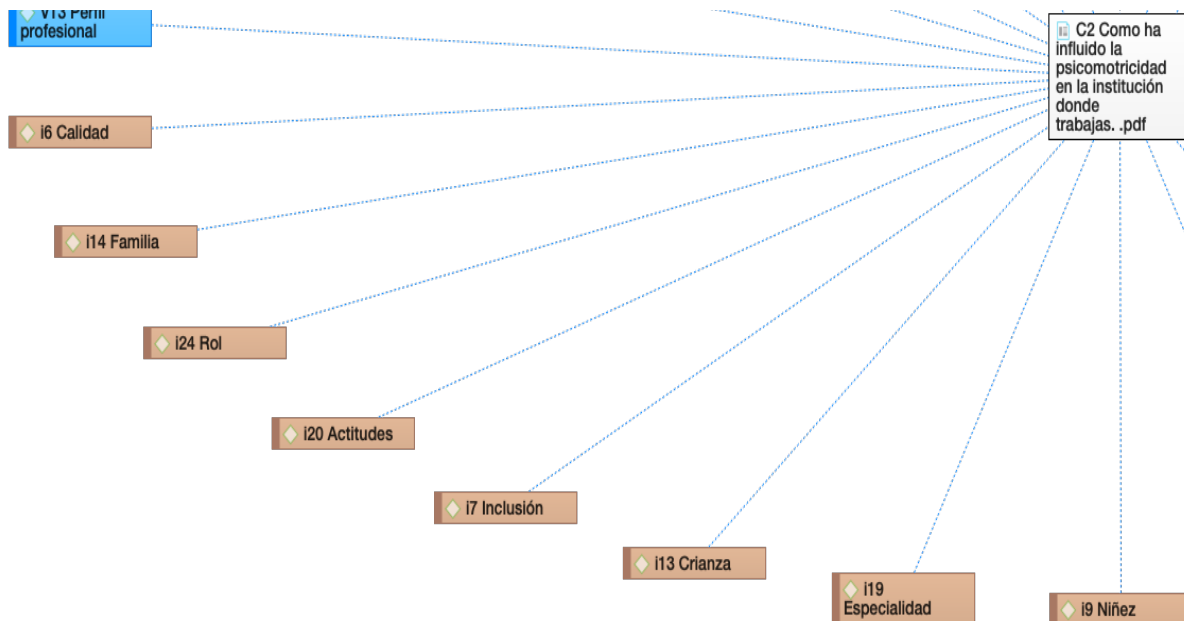 V13 Perfil
profesional
C2 Como ha
influido la
psicomotricidad
en la institución
donde
trabajas. .pdf
i6 Calidad
i14 Familia
i24 Rol
i20 Actitudes
i7 Inclusión
i13 Crianza
i19
Especialidad
i9 Niñez